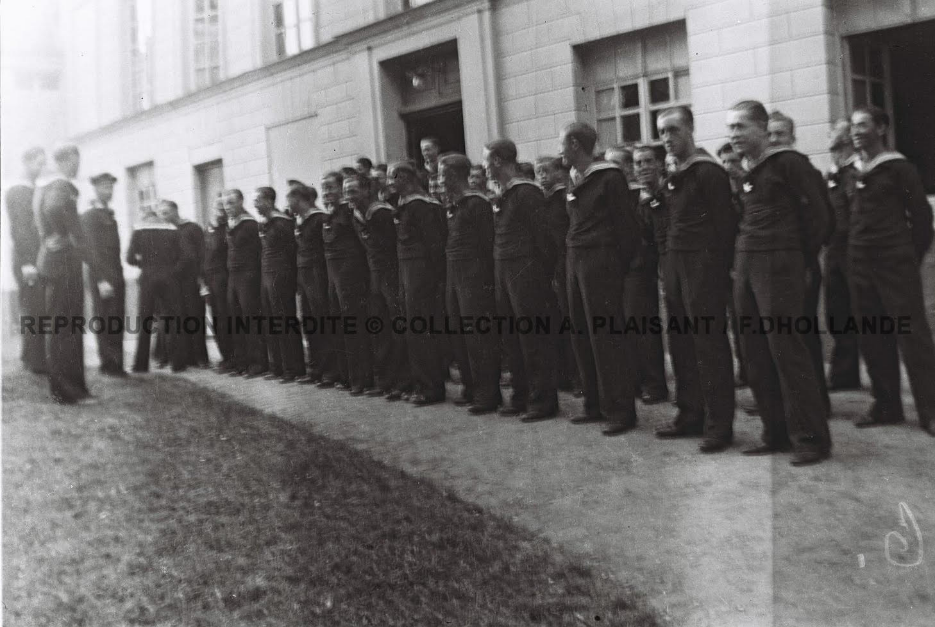 REPRODUCTION INTERDITE © COLLECTION A. PLAISANT / F.DHOLLANDE